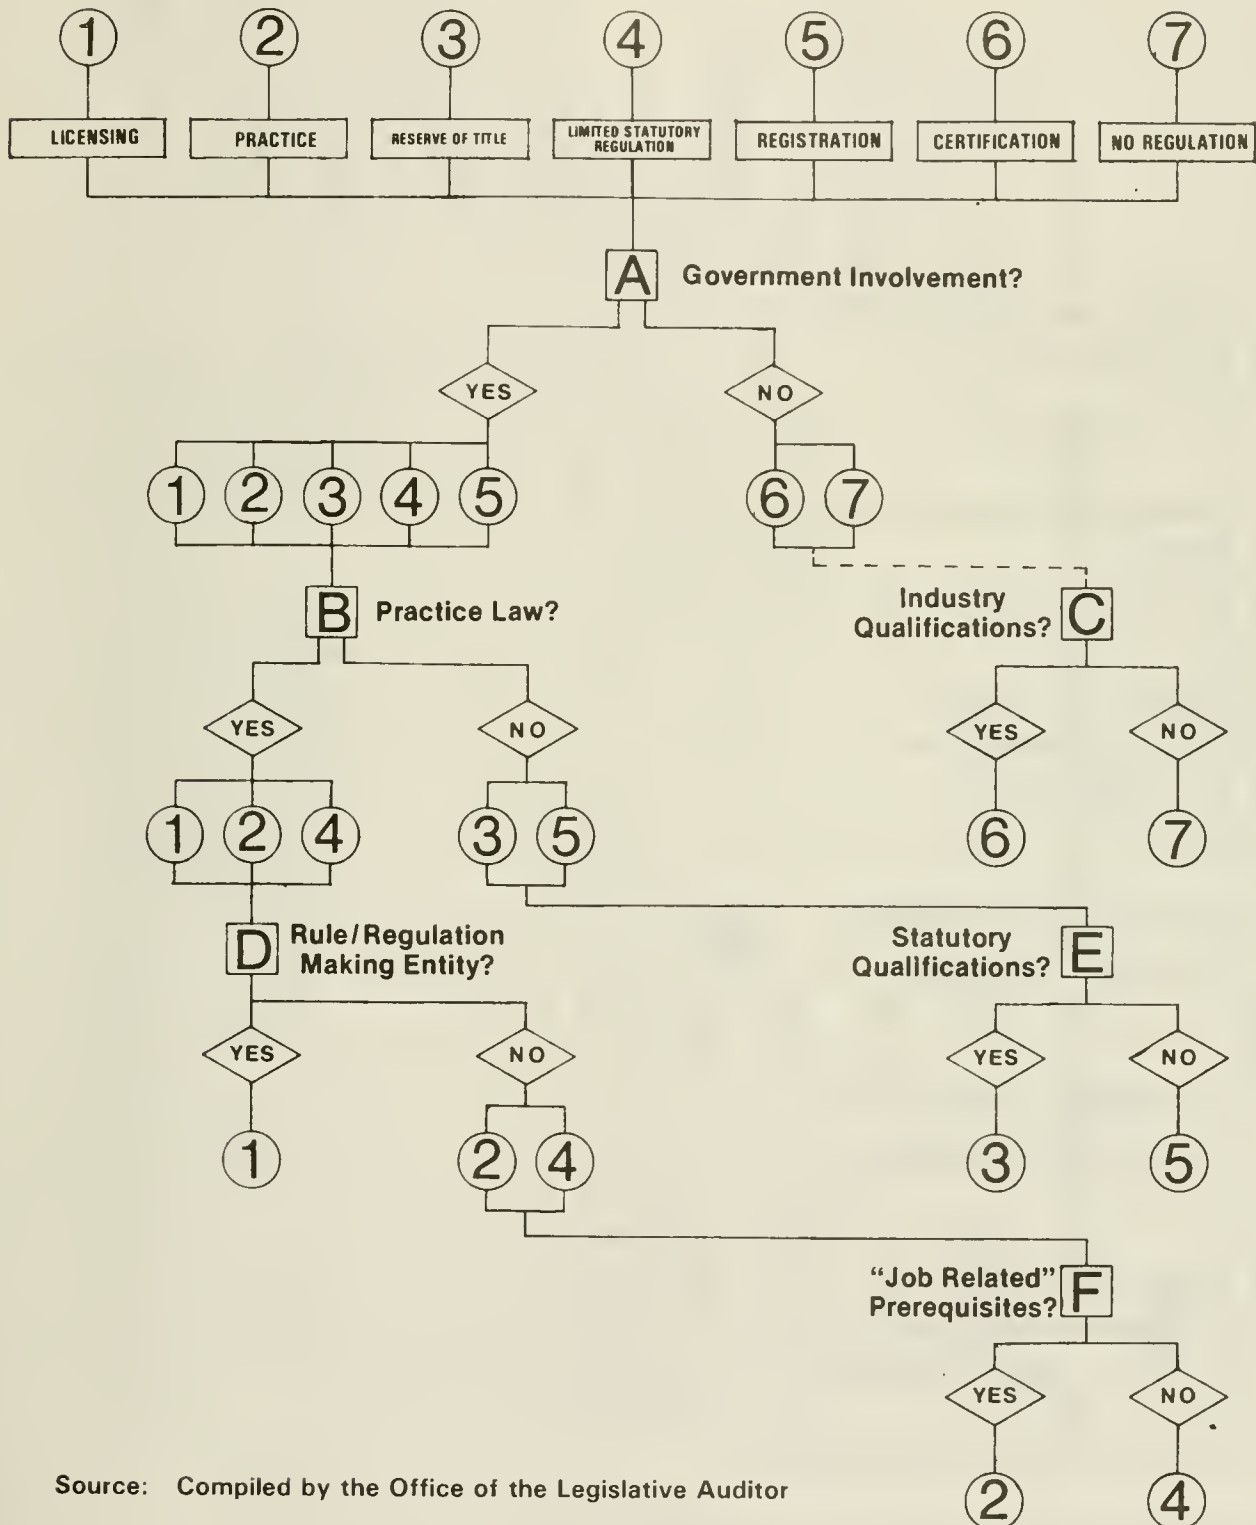 1 2 3 4 5 6 7
LICENSING PRACTICE RESERVE OF TITLE LIMITED STATUTORY REGISTRATION CERTIFICATION NO REGULATION
REGULATION
A Government Involvement?
YES NO
1 2 3 4 5 6 7
B Practice Law?
Industry
Qualifications? C
YES NO YES NO
1 2 4 3 5 6 7
D Rule/Regulation
Making Entity?
Statutory
Qualifications? E
YES NO YES NO
1 2 4 3 5
"Job Related"
Prerequisites? F
YES NO
2 4
Source: Compiled by the Office of the Legislative Auditor